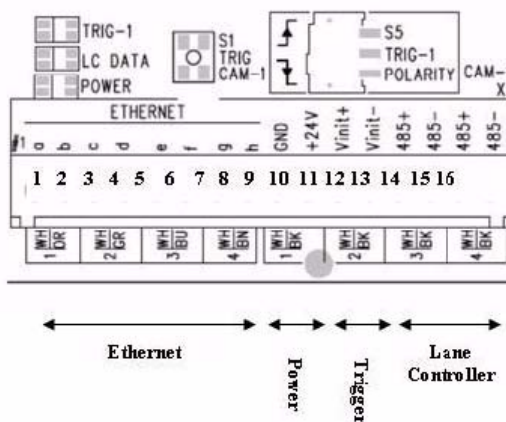 TRIG-1
LC DATA
POWER
S1
TRIG
CAM-1
S5
TRIG-1
POLARITY CAM-
X
ETHERNET
#1 a b c d e f g h GND +24V Vinit+ Vinit- 485+ 485- 485+ 485-
1 2 3 4 5 6 7 8 9 10 11 12 13 14 15 16
WH OR WH GR WH BU WH BN WH BK WH BK WH BK WH BK
1 2 3 4 1 2 3 4
Ethernet
Power
Trigger
Lane
Controller